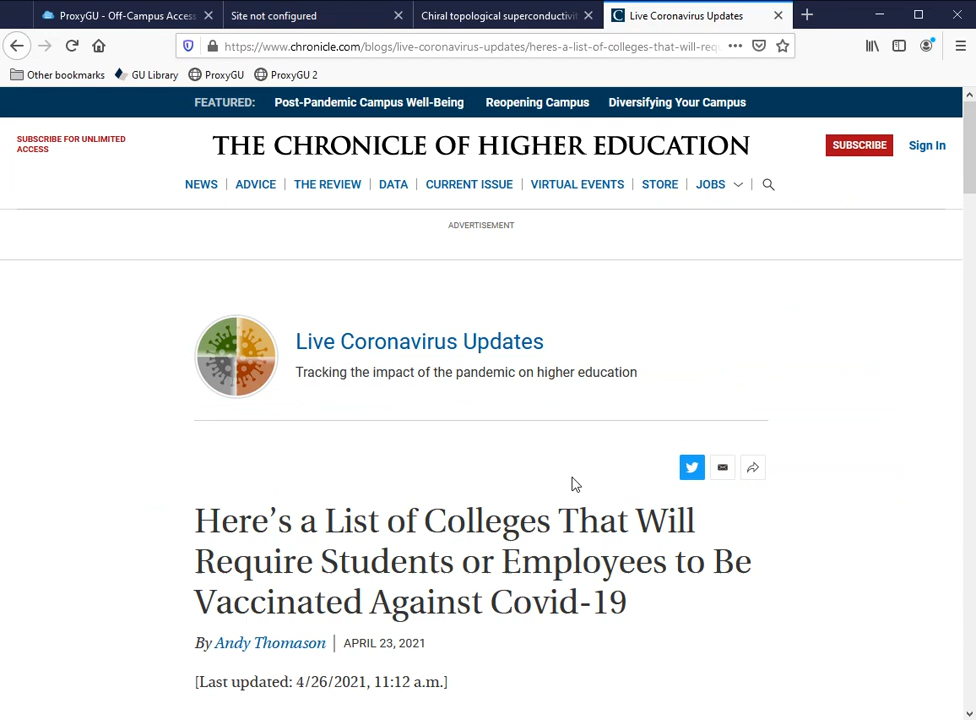 ProxyGU - Off-Campus Access
Site not configured
Chiral topological superconductivit
Live Coronavirus Updates
https://www.chronicle.com/blogs/live-coronavirus-updates/heres-a-list-of-colleges-that-will-requ
Other bookmarks GU Library ProxyGU ProxyGU 2
FEATURED: Post-Pandemic Campus Well-Being Reopening Campus Diversifying Your Campus
SUBSCRIBE FOR UNLIMITED
ACCESS
THE CHRONICLE OF HIGHER EDUCATION
SUBSCRIBE Sign In
NEWS | ADVICE | THE REVIEW | DATA | CURRENT ISSUE | VIRTUAL EVENTS | STORE | JOBS
ADVERTISEMENT
Live Coronavirus Updates
Tracking the impact of the pandemic on higher education
Here’s a List of Colleges That Will
Require Students or Employees to Be
Vaccinated Against Covid-19
By Andy Thomason | APRIL 23, 2021
[Last updated: 4/26/2021, 11:12 a.m.]